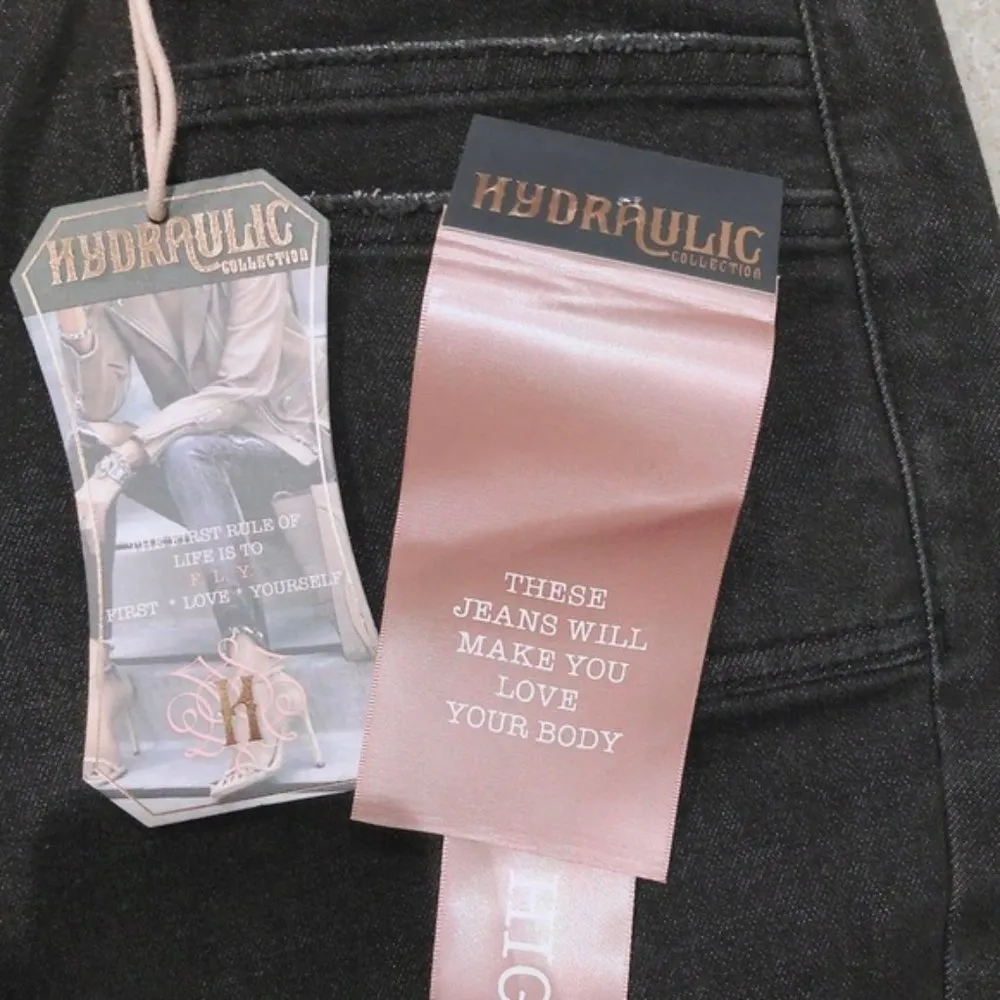 HYDRAULIC
COLLECTION
THE FIRST RULE OF
LIFE IS TO
F. L. Y.
FIRST * LOVE * YOURSELF
H
HYDRAULIC
COLLECTION
THESE
JEANS WILL
MAKE YOU
LOVE
YOUR BODY
HIG